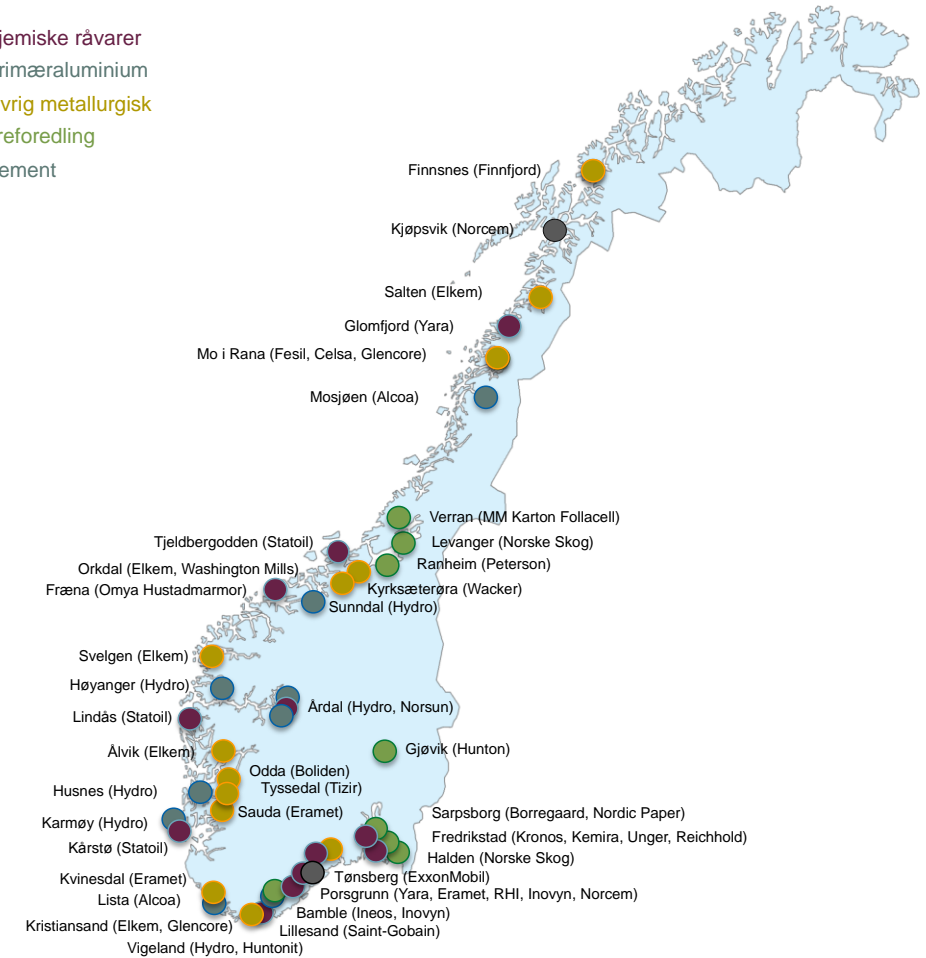 jemiske råvarer
rimæraluminium
vrig metallurgisk
reforedling
ement
Finnsnes (Finnfjord)
Kjøpsvik (Norcem)
Salten (Elkem)
Glomfjord (Yara)
Mo i Rana (Fesil, Celsa, Glencore)
Mosjøen (Alcoa)
Verran (MM Karton Follacell)
Tjeldbergodden (Statoil)
Levanger (Norske Skog)
Orkdal (Elkem, Washington Mills)
Ranheim (Peterson)
Fræna (Omya Hustadmarmor)
Kyrksæterøra (Wacker)
Sunndal (Hydro)
Svelgen (Elkem)
Høyanger (Hydro)
Årdal (Hydro, Norsun)
Lindås (Statoil)
Ålvik (Elkem)
Gjøvik (Hunton)
Odda (Boliden)
Tyssedal (Tizir)
Husnes (Hydro)
Sauda (Eramet)
Sarpsborg (Borregaard, Nordic Paper)
Karmøy (Hydro)
Fredrikstad (Kronos, Kemira, Unger, Reichhold)
Kårstø (Statoil)
Halden (Norske Skog)
Tønsberg (ExxonMobil)
Kvinesdal (Eramet)
Porsgrunn (Yara, Eramet, RHI, Inovyn, Norcem)
Lista (Alcoa)
Bamble (Ineos, Inovyn)
Kristiansand (Elkem, Glencore)
Lillesand (Saint-Gobain)
Vigeland (Hydro, Huntonit)